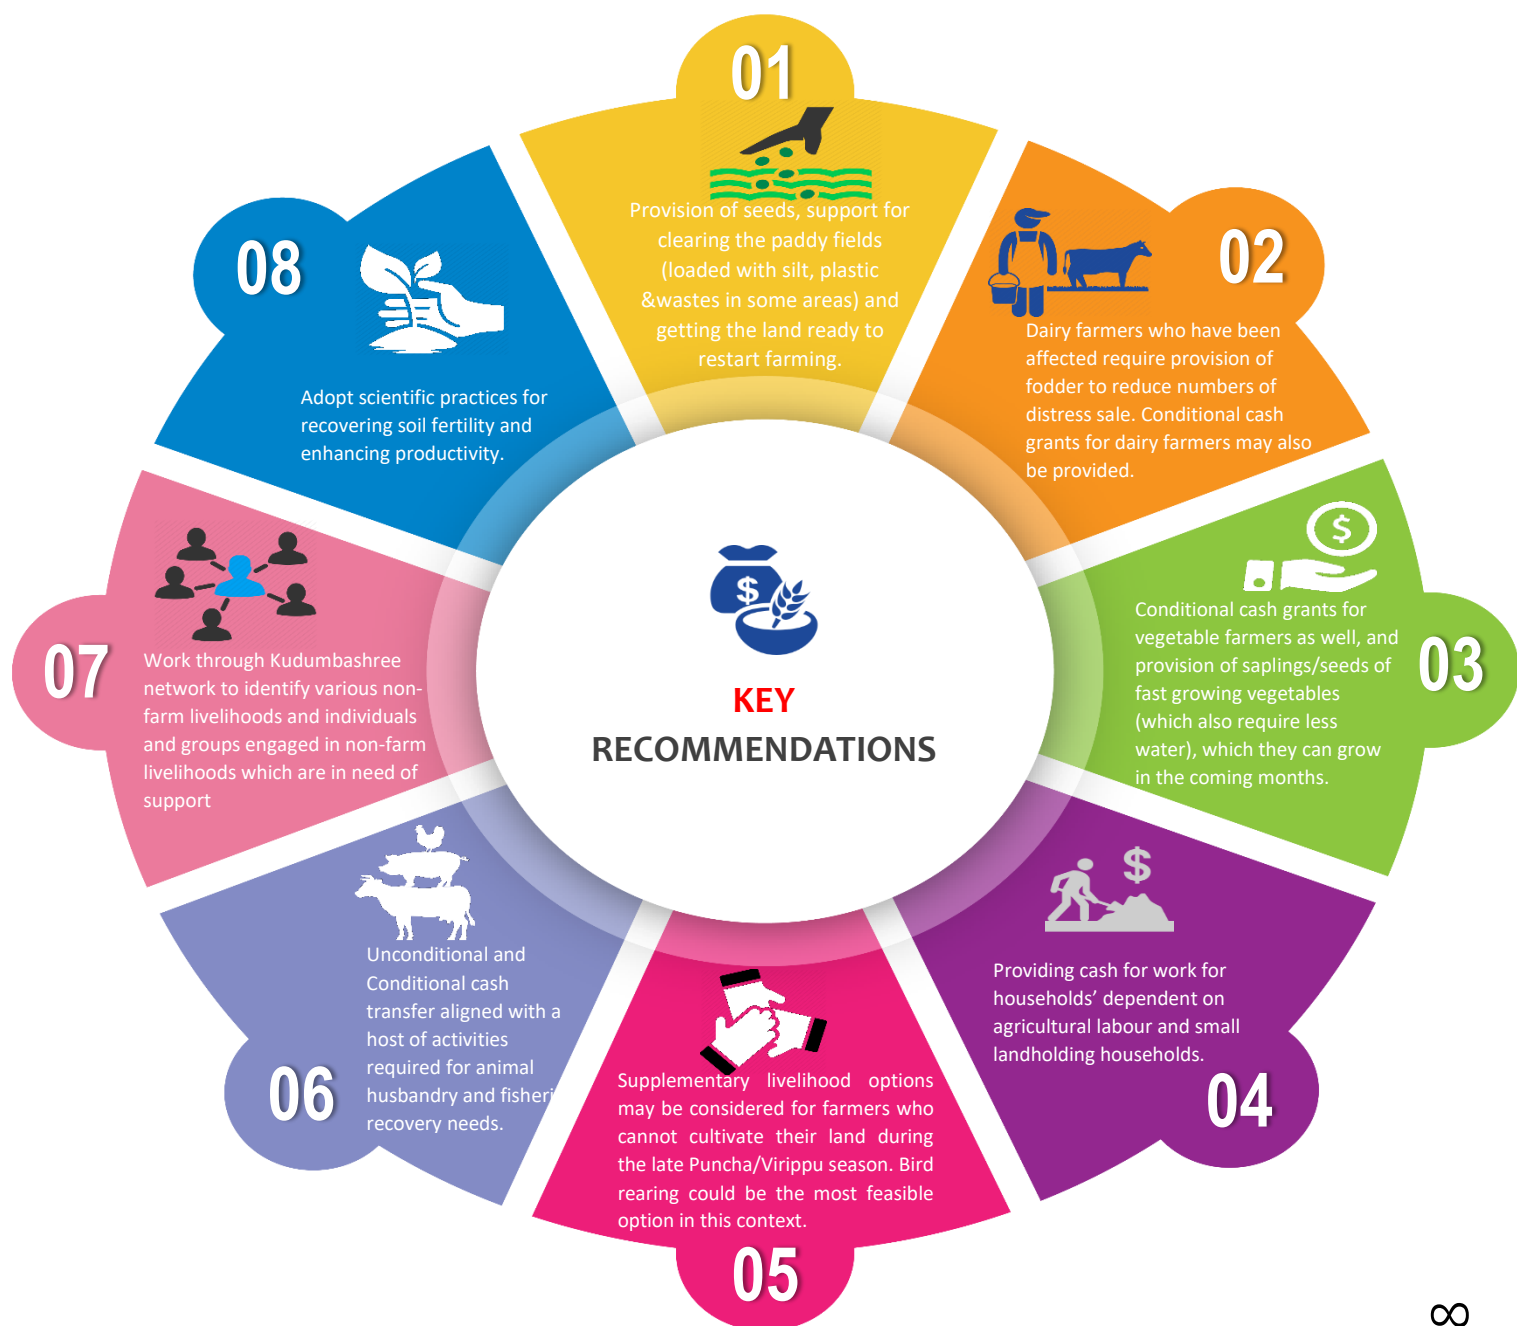 01
Provision of seeds, support for
clearing the paddy fields
(loaded with silt, plastic
&wastes in some areas) and
getting the land ready to
restart farming.
02
Dairy farmers who have been
affected require provision of
fodder to reduce numbers of
distress sale. Conditional cash
grants for dairy farmers may also
be provided.
03
Conditional cash grants for
vegetable farmers as well, and
provision of saplings/seeds of
fast growing vegetables
(which also require less
water), which they can grow
in the coming months.
04
Providing cash for work for
households’ dependent on
agricultural labour and small
landholding households.
05
Supplementary livelihood options
may be considered for farmers who
cannot cultivate their land during
the late Puncha/Virippu season. Bird
rearing could be the most feasible
option in this context.
06
Unconditional and
Conditional cash
transfer aligned with a
host of activities
required for animal
husbandry and fisheri
recovery needs.
07
Work through Kudumbashree
network to identify various non-
farm livelihoods and individuals
and groups engaged in non-farm
livelihoods which are in need of
support
08
Adopt scientific practices for
recovering soil fertility and
enhancing productivity.
$
KEY
RECOMMENDATIONS
$
$
8